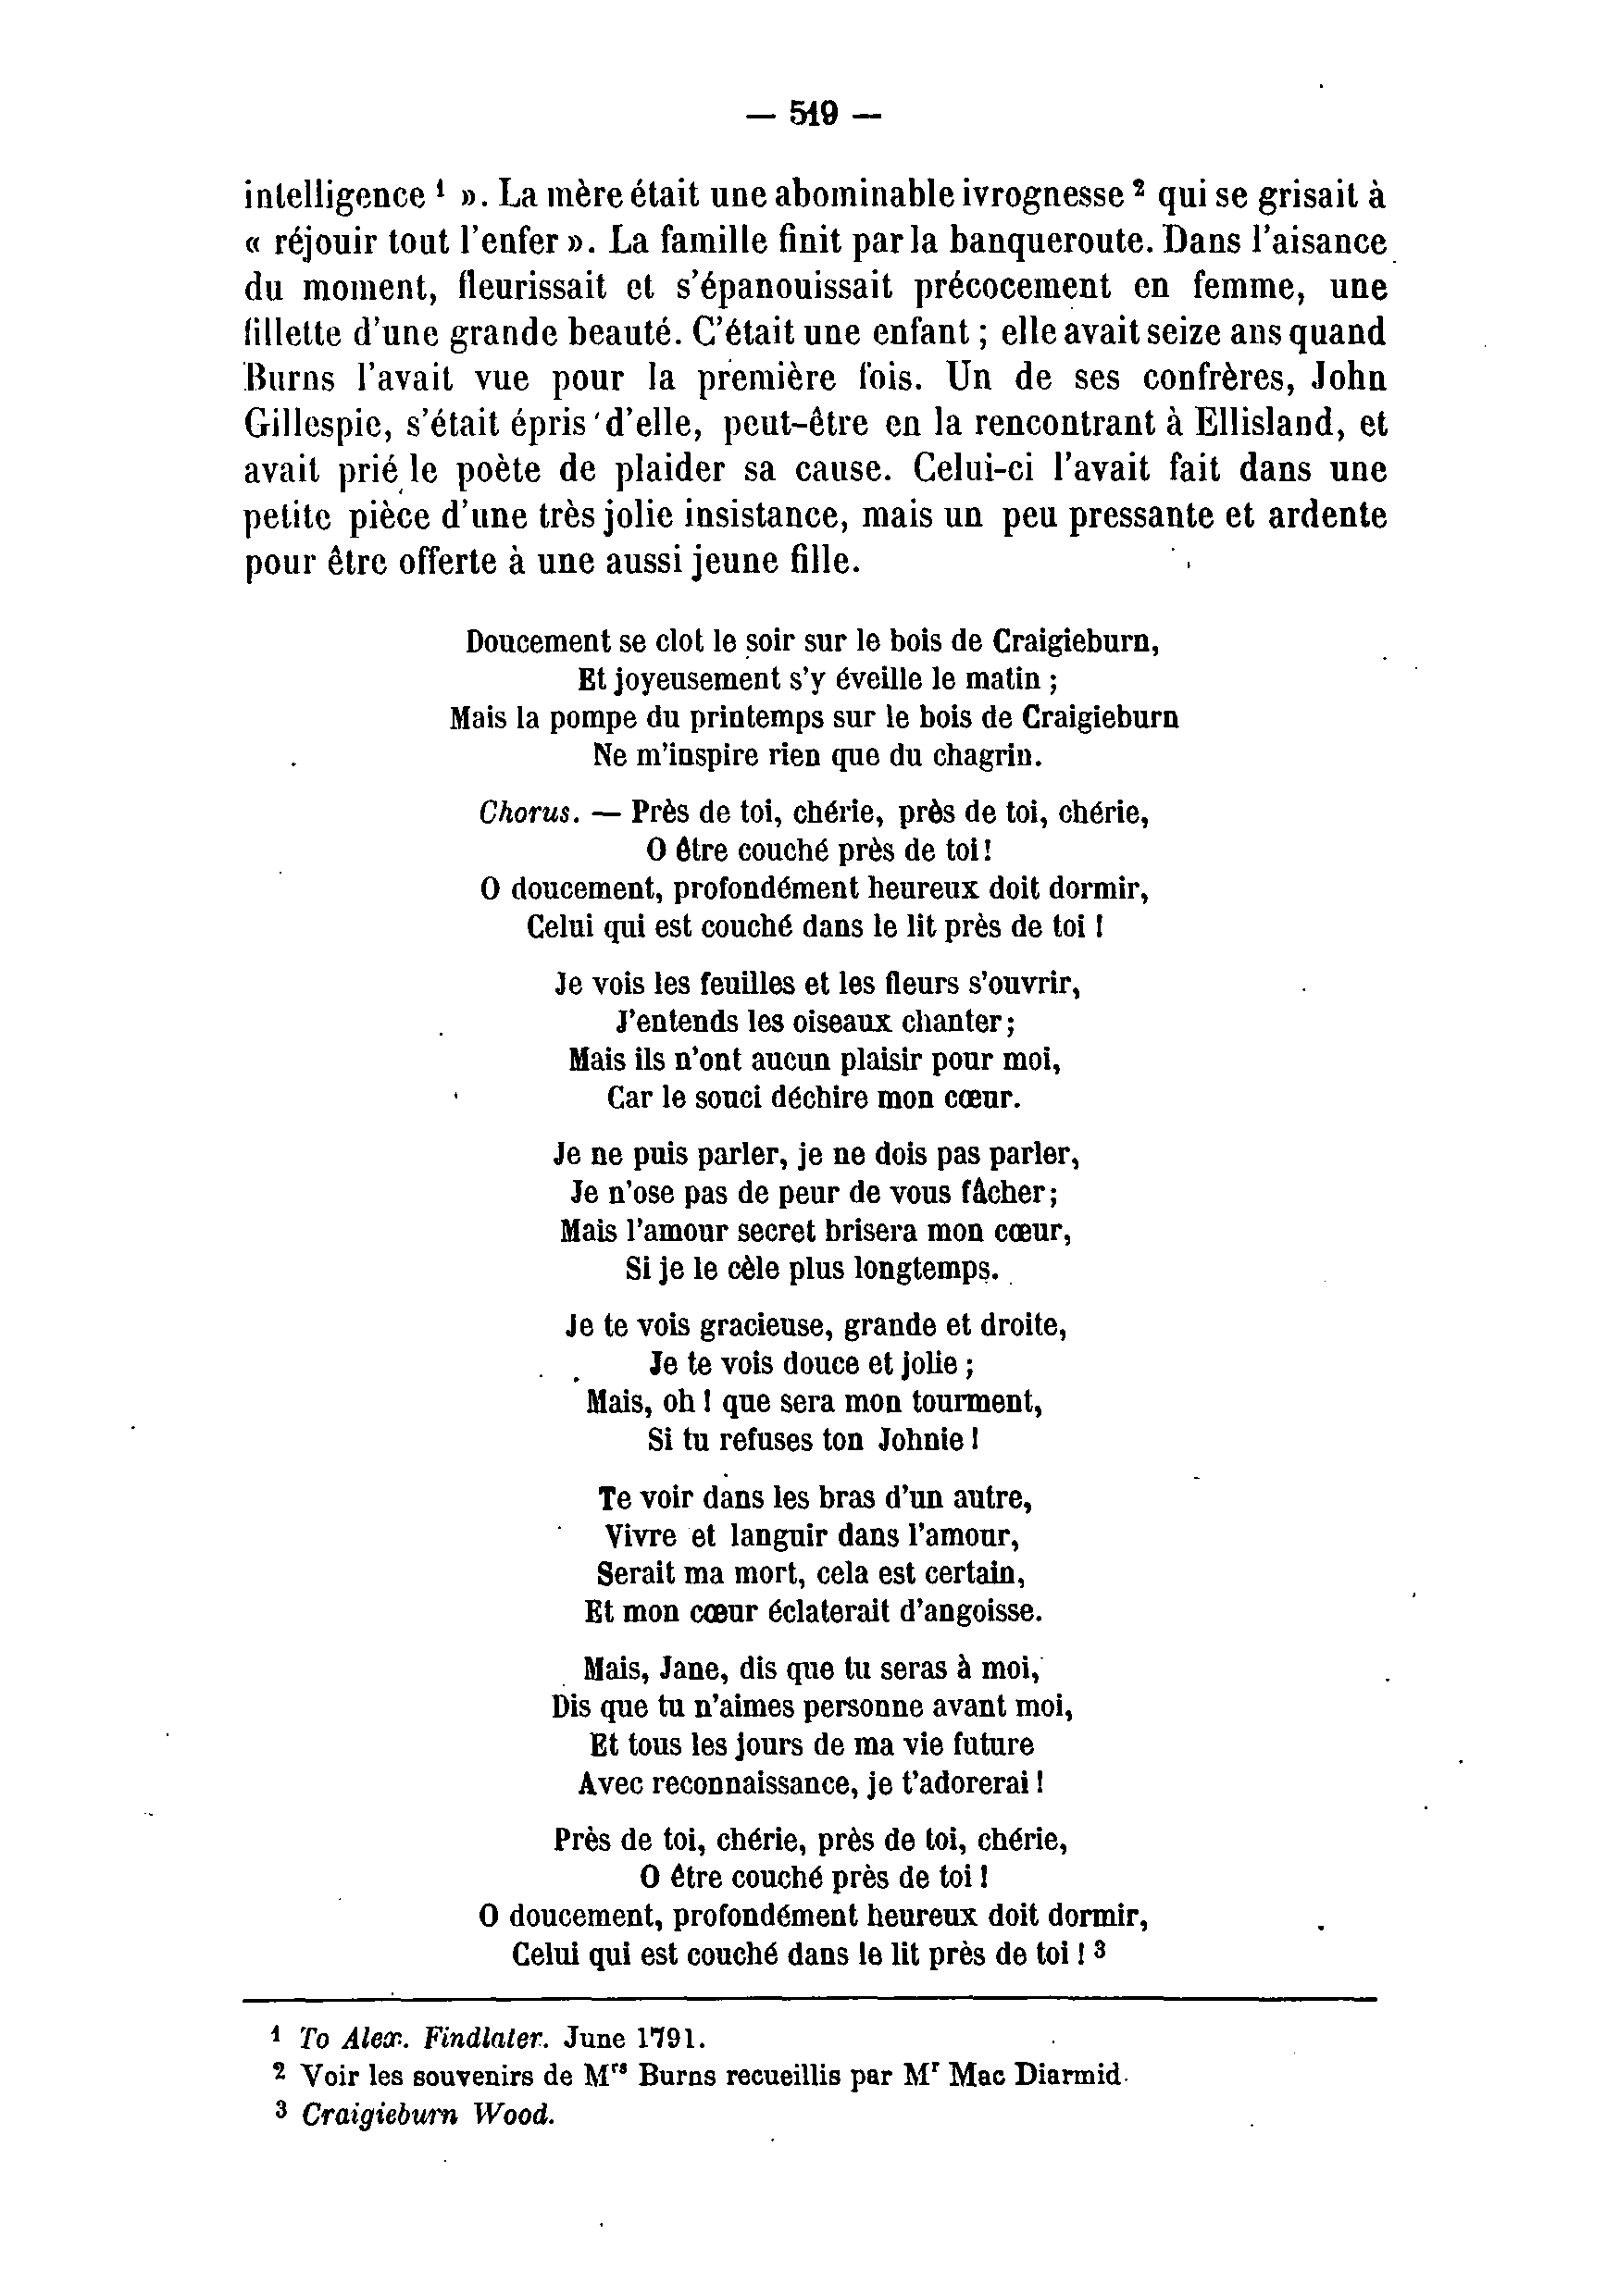 — 519 —
intelligence ¹ ». La mère était une abominable ivrognesse ² qui se grisait à
« réjouir tout l'enfer ». La famille finit par la banqueroute. Dans l'aisance
du moment, fleurissait et s'épanouissait précocement en femme, une
fillette d'une grande beauté. C'était une enfant ; elle avait seize ans quand
Burns l'avait vue pour la première fois. Un de ses confrères, John
Gillespie, s'était épris d'elle, peut-être en la rencontrant à Ellisland, et
avait prié le poète de plaider sa cause. Celui-ci l'avait fait dans une
petite pièce d'une très jolie insistance, mais un peu pressante et ardente
pour être offerte à une aussi jeune fille.
Doucement se clot le soir sur le bois de Craigieburn,
Et joyeusement s'y éveille le matin ;
Mais la pompe du printemps sur le bois de Craigieburn
Ne m'inspire rien que du chagrin.
Chorus. — Près de toi, chérie, près de toi, chérie,
O être couché près de toi !
O doucement, profondément heureux doit dormir,
Celui qui est couché dans le lit près de toi !
Je vois les feuilles et les fleurs s'ouvrir,
J'entends les oiseaux chanter ;
Mais ils n'ont aucun plaisir pour moi,
Car le souci déchire mon cœur.
Je ne puis parler, je ne dois pas parler,
Je n'ose pas de peur de vous fâcher ;
Mais l'amour secret brisera mon cœur,
Si je le cèle plus longtemps.
Je te vois gracieuse, grande et droite,
Je te vois douce et jolie ;
Mais, oh ! que sera mon tourment,
Si tu refuses ton Johnie !
Te voir dans les bras d'un autre,
Vivre et languir dans l'amour,
Serait ma mort, cela est certain,
Et mon cœur éclaterait d'angoisse.
Mais, Jane, dis que tu seras à moi,
Dis que tu n'aimes personne avant moi,
Et tous les jours de ma vie future
Avec reconnaissance, je t'adorerai !
Près de toi, chérie, près de toi, chérie,
O être couché près de toi !
O doucement, profondément heureux doit dormir,
Celui qui est couché dans le lit près de toi ! ³
¹ To Alex. Findlater. June 1791.
² Voir les souvenirs de Mʳˢ Burns recueillis par Mʳ Mac Diarmid.
³ Craigieburn Wood.